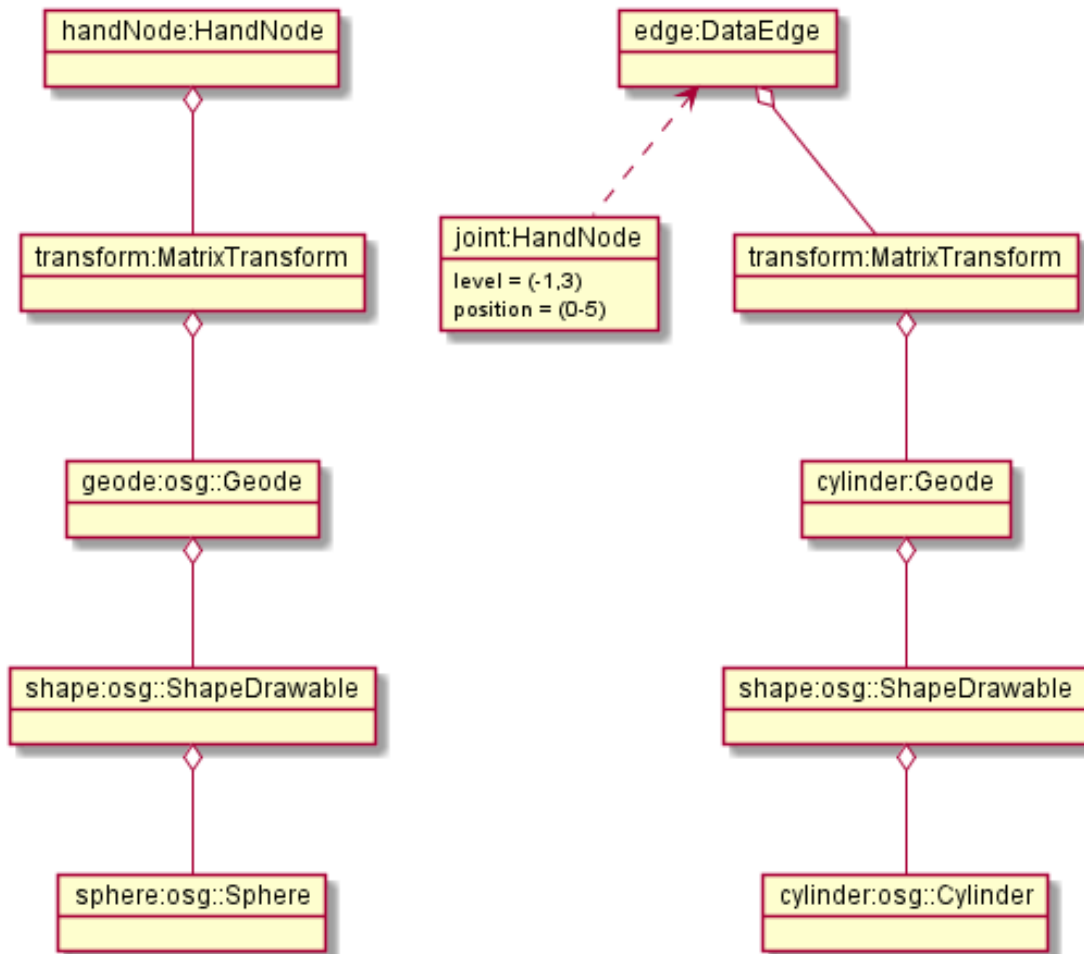 handNode:HandNode
edge:DataEdge
joint:HandNode
level = (-1,3)
position = (0-5)
transform:MatrixTransform
transform:MatrixTransform
geode:osg::Geode
cylinder:Geode
shape:osg::ShapeDrawable
shape:osg::ShapeDrawable
sphere:osg::Sphere
cylinder:osg::Cylinder